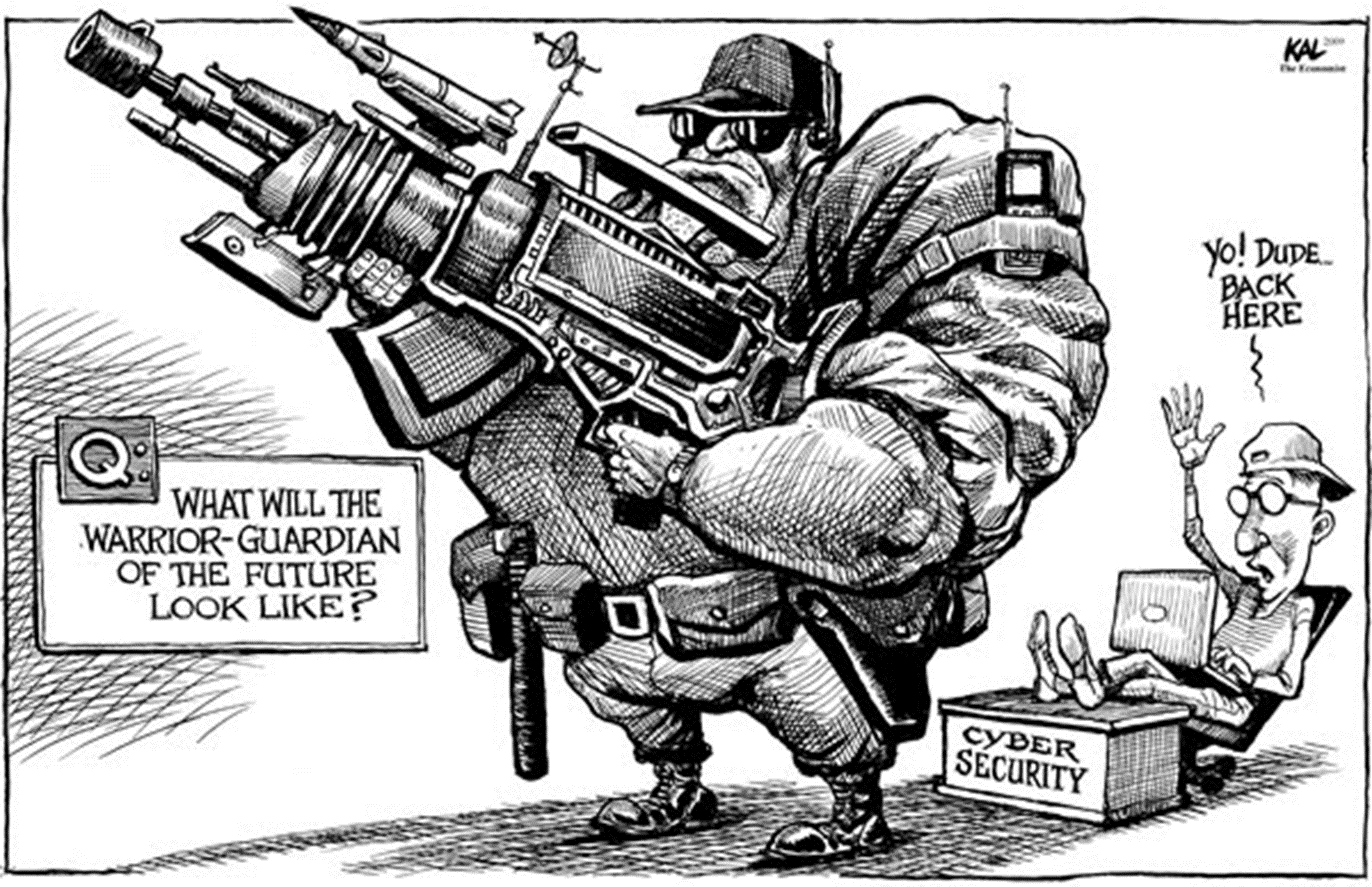 KAL 2009
The Economist
YO! DUDE...
BACK
HERE
Q
WHAT WILL THE
WARRIOR-GUARDIAN
OF THE FUTURE
LOOK LIKE?
CYBER
SECURITY